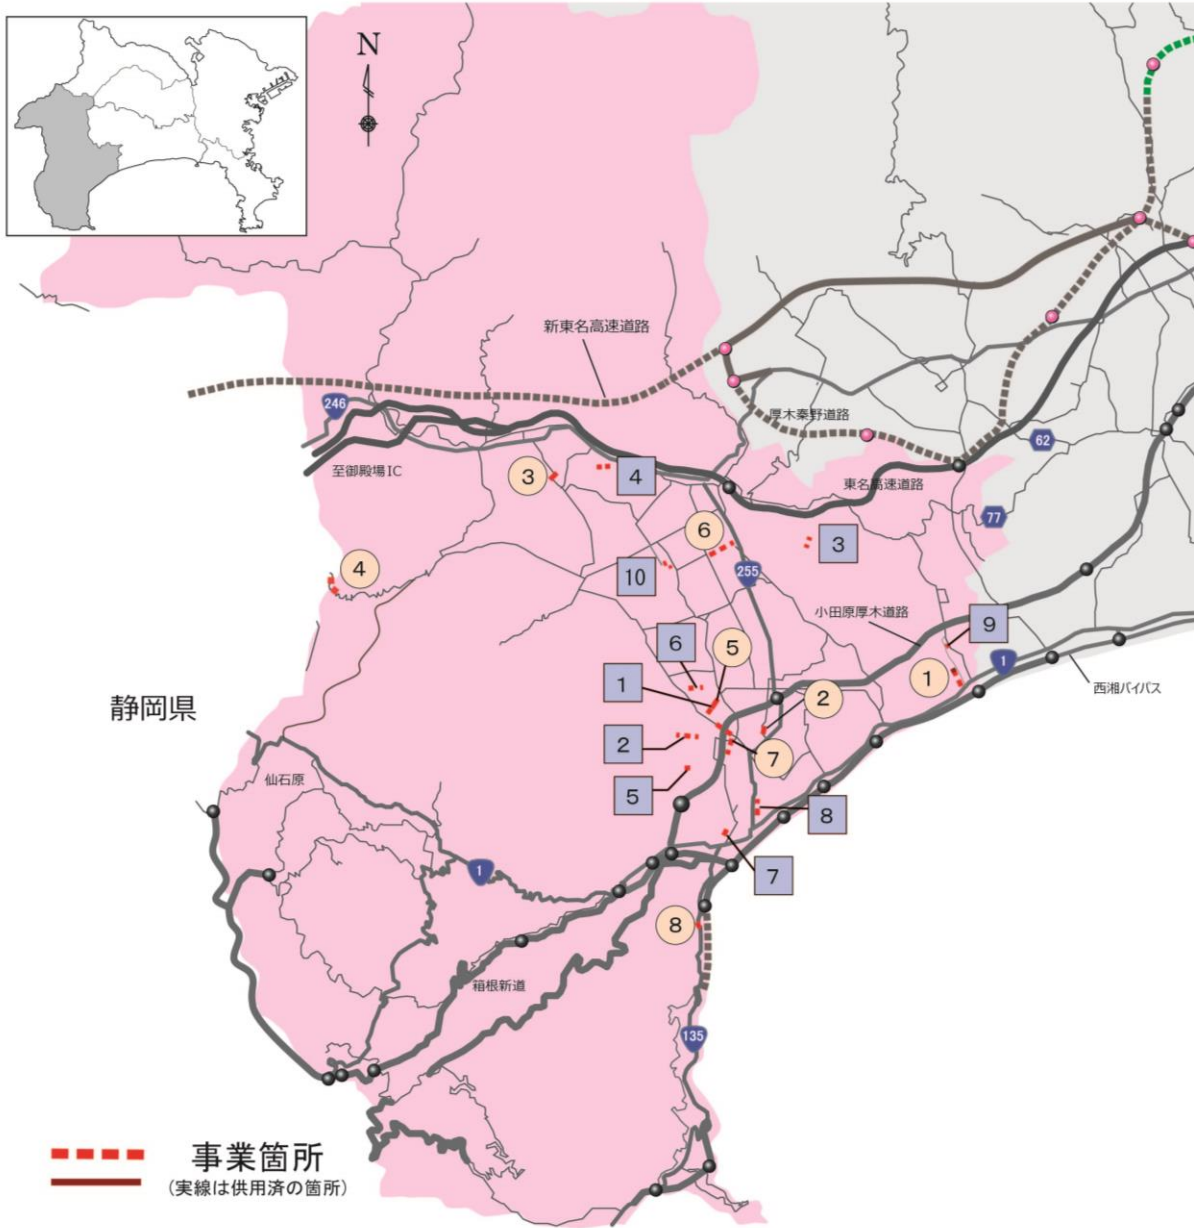 N
新東名高速道路
246
厚木秦野道路
62
至御殿場IC
東名高速道路
3
4
77
6
3
4
10
255
小田原厚木道路
9
6
5
1
1
1
西湘バイパス
2
静岡県
2
7
仙石原
5
8
1
7
8
箱根新道
135
事業箇所
(実線は供用済の箇所)